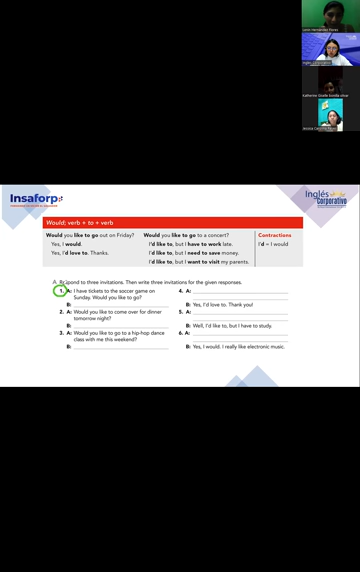 Insaforp
Inglés
Corporativo
Would; verb + to + verb
Would you like to go out on Friday?
Yes, I would.
Yes, I'd love to. Thanks.
Would you like to go to a concert?
I'd like to, but I have to work late.
I'd like to, but I need to save money.
I'd like to, but I want to visit my parents.
Contractions
I'd = I would
A. Respond to three invitations. Then write three invitations for the given responses.
1. A: I have tickets to the soccer game on
Sunday. Would you like to go?
B:
2. A: Would you like to come over for dinner
tomorrow night?
B:
3. A: Would you like to go to a hip-hop dance
class with me this weekend?
B:
4. A:
B: Yes, I'd love to. Thank you!
5. A:
B: Well, I'd like to, but I have to study.
6. A:
B: Yes, I would. I really like electronic music.